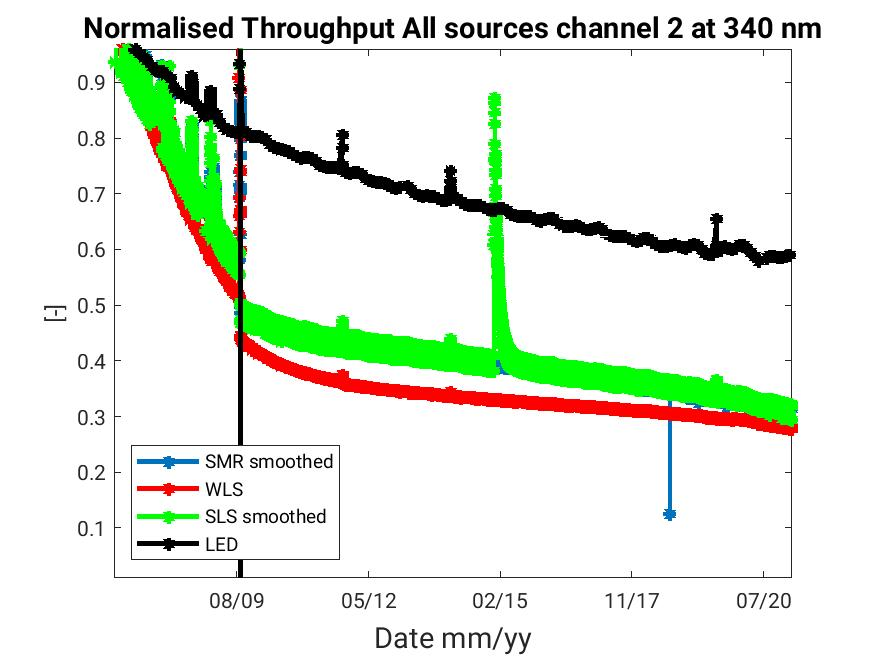 Normalised Throughput All sources channel 2 at 340 nm
0.9
0.8
0.7
0.6
0.5
0.4
0.3
0.2
0.1
[-]
SMR smoothed
WLS
SLS smoothed
LED
08/09 05/12 02/15 11/17 07/20
Date mm/yy